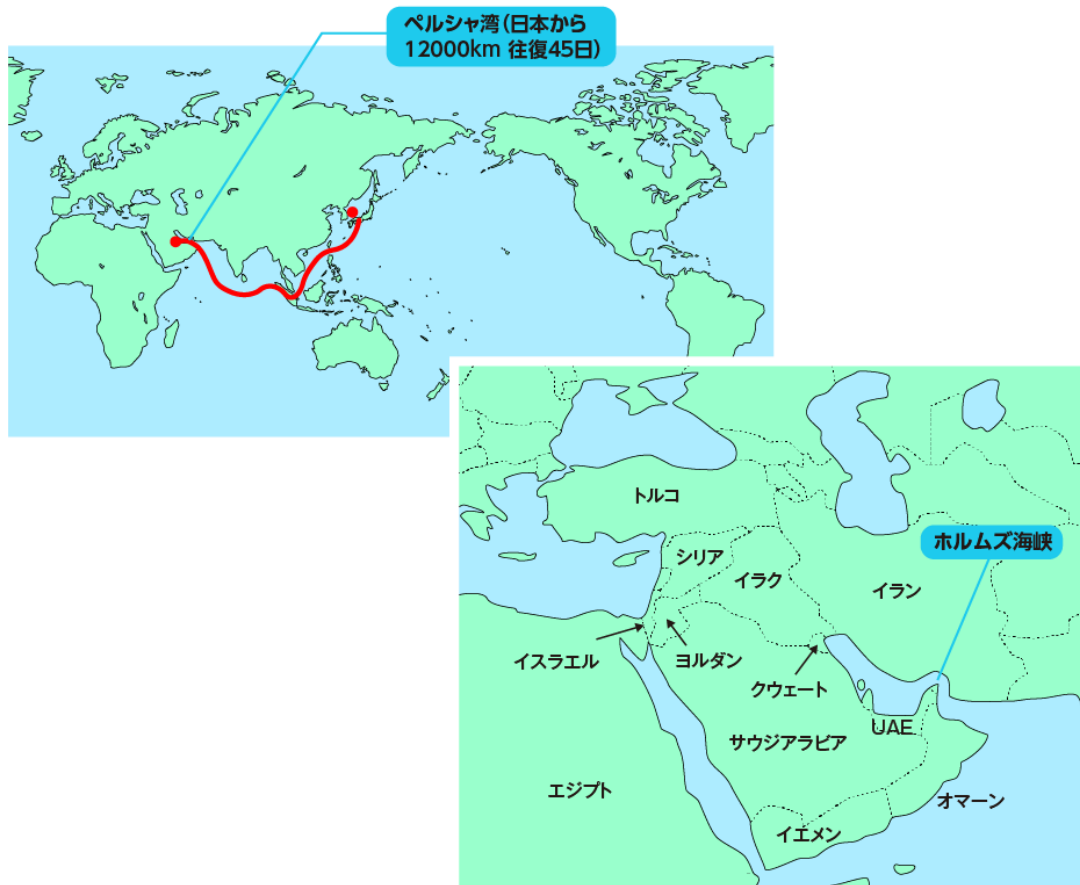 ペルシャ湾(日本から
12000km 往復45日)
トルコ
ホルムズ海峡
シリア
イラク
イラン
イスラエル
ヨルダン
クウェート
UAE
サウジアラビア
エジプト
オマーン
イエメン